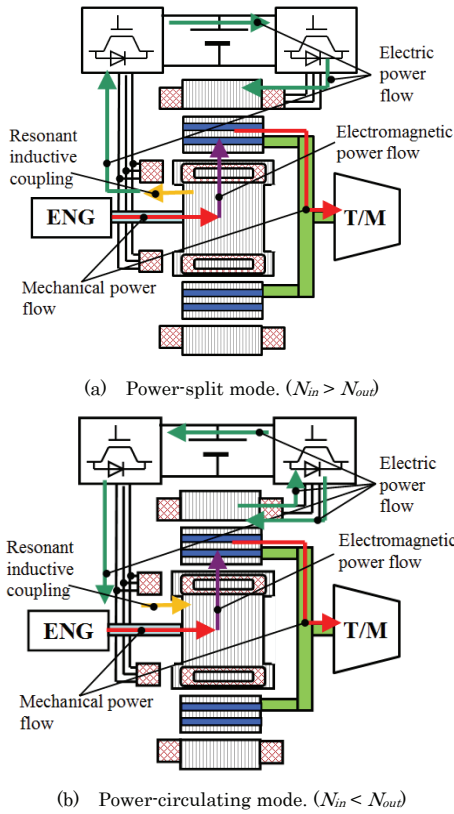 Electric
power
flow
Resonant
inductive
coupling
Electromagnetic
power flow
ENG
T/M
Mechanical power
flow
(a) Power-split mode. (Nin > Nout)
Electric
power
flow
Resonant
inductive
coupling
Electromagnetic
power flow
ENG
T/M
Mechanical power
flow
(b) Power-circulating mode. (Nin < Nout)